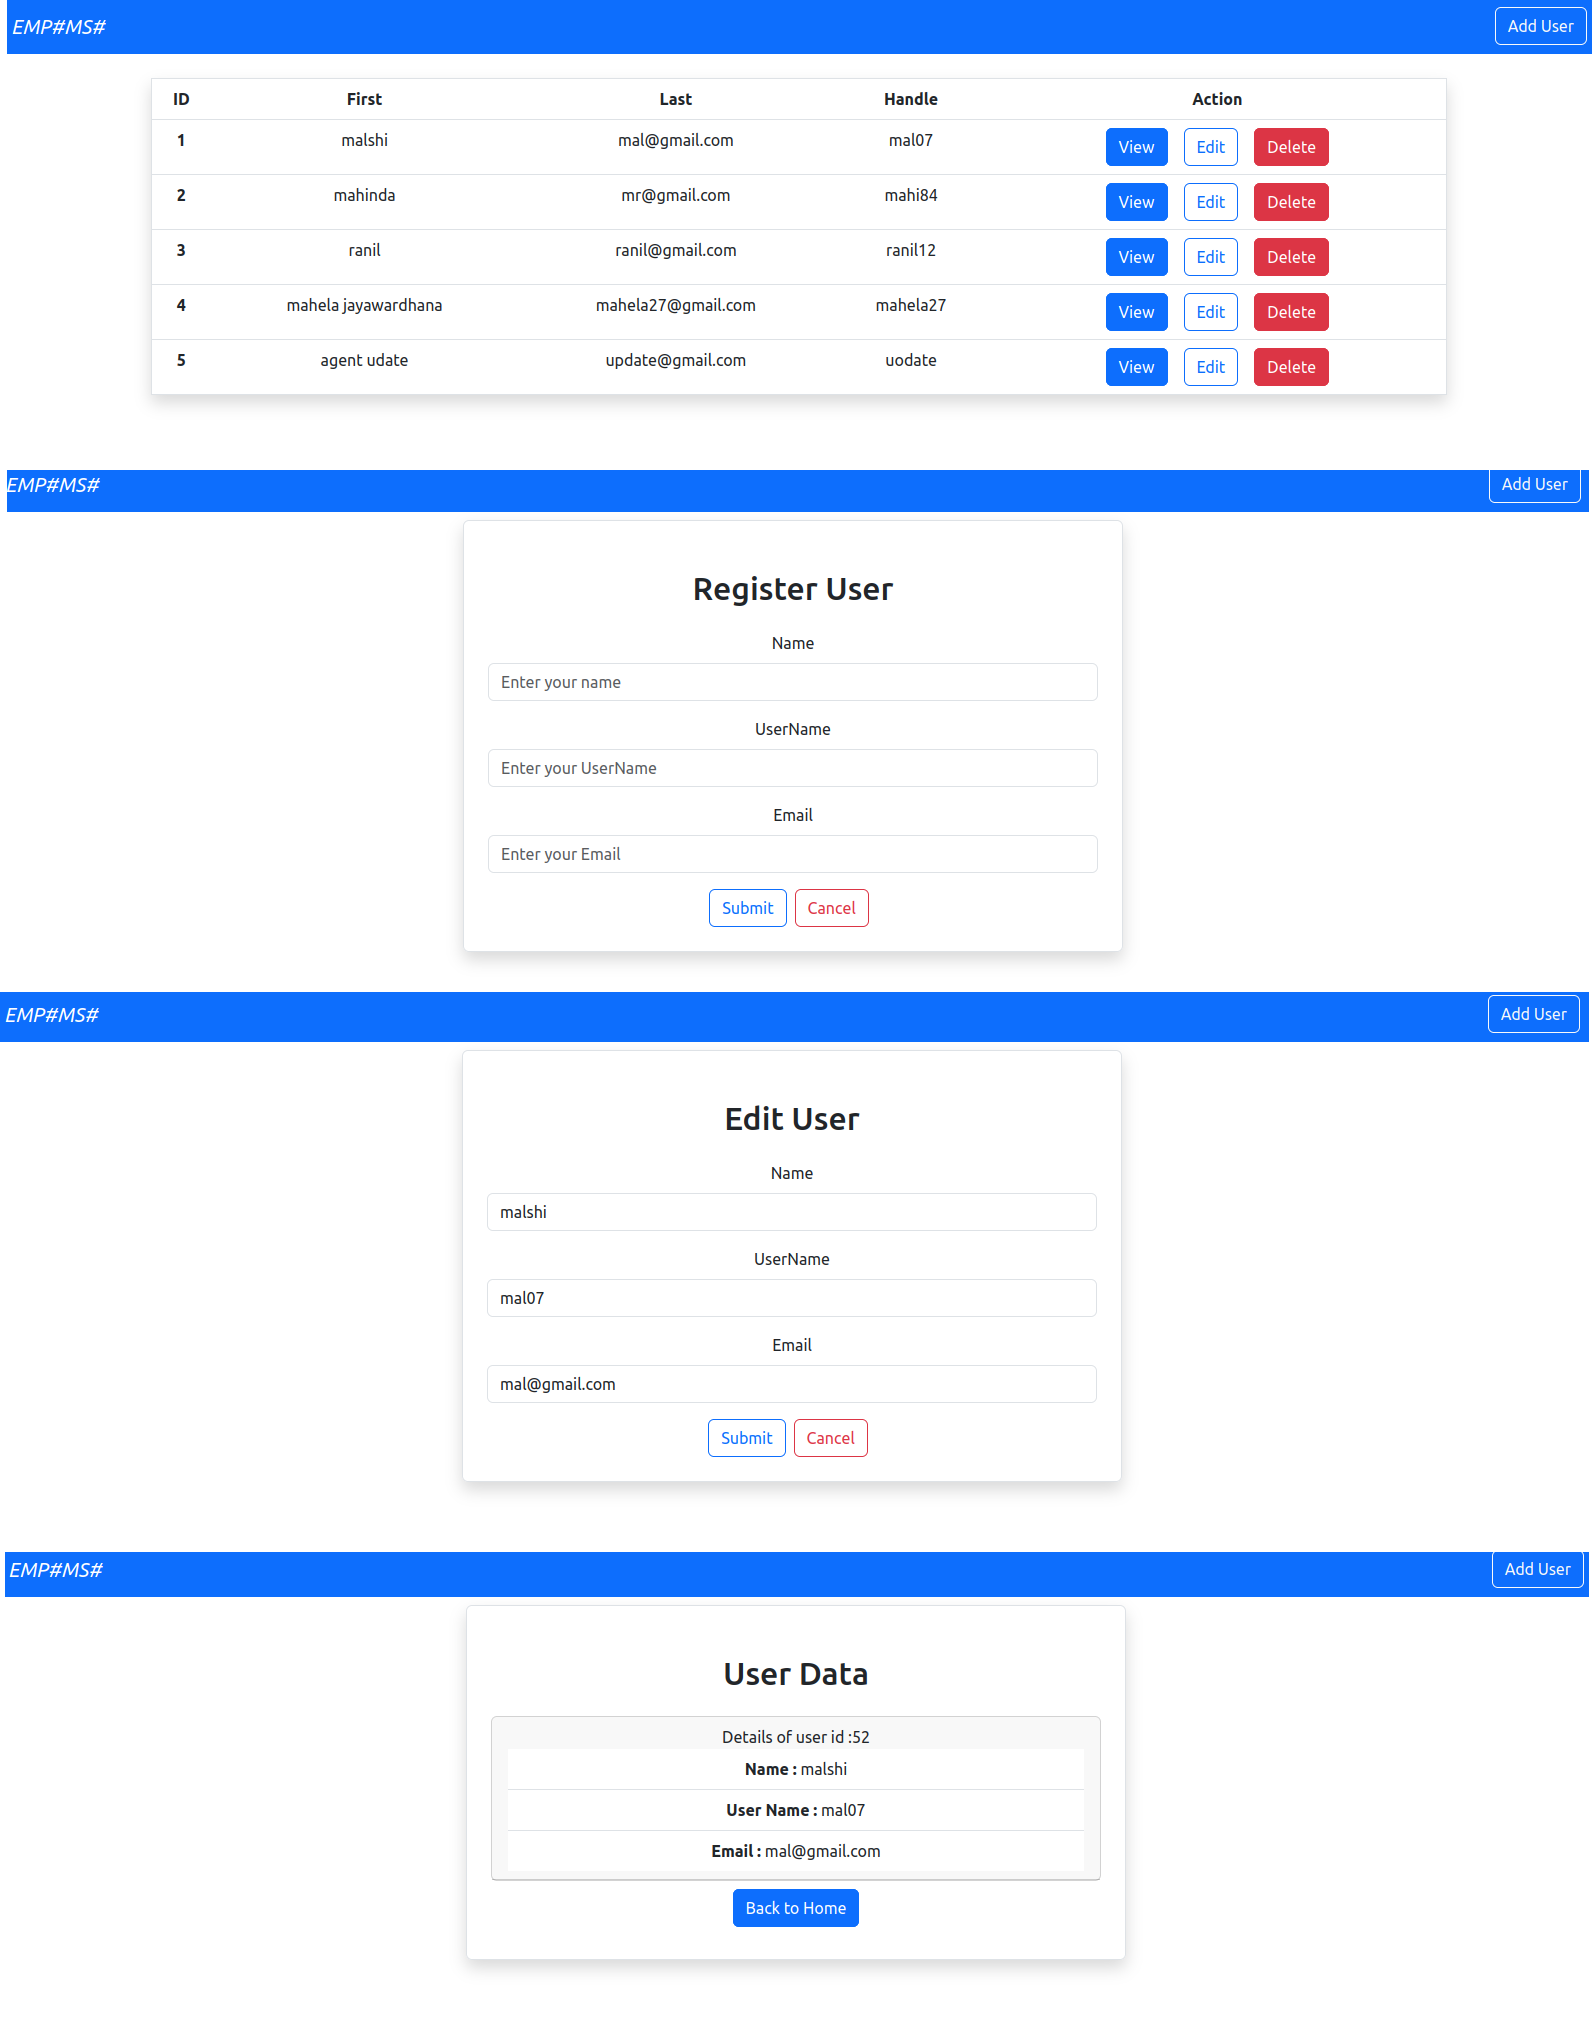 EMP#MS# Add User
ID First Last Handle Action
1 malshi mal@gmail.com mal07 View Edit Delete
2 mahinda mr@gmail.com mahi84 View Edit Delete
3 ranil ranil@gmail.com ranil12 View Edit Delete
4 mahela jayawardhana mahela27@gmail.com mahela27 View Edit Delete
5 agent udate update@gmail.com uodate View Edit Delete
EMP#MS# Add User
Register User
Name
Enter your name
UserName
Enter your UserName
Email
Enter your Email
Submit Cancel
EMP#MS# Add User
Edit User
Name
malshi
UserName
mal07
Email
mal@gmail.com
Submit Cancel
EMP#MS# Add User
User Data
Details of user id :52
Name : malshi
User Name : mal07
Email : mal@gmail.com
Back to Home